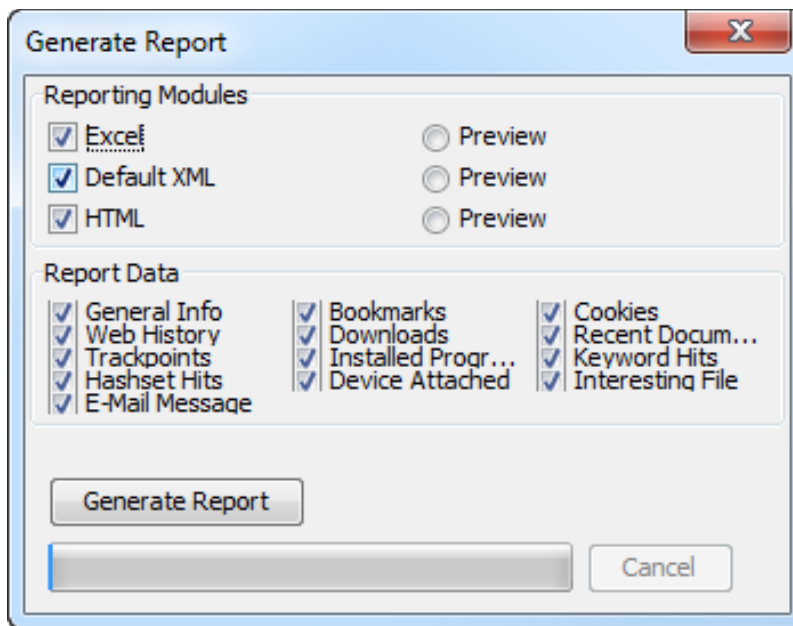 Generate Report
Reporting Modules
Excel Preview
Default XML Preview
HTML Preview
Report Data
General Info Bookmarks Cookies
Web History Downloads Recent Docum...
Trackpoints Installed Progr... Keyword Hits
Hashset Hits Device Attached Interesting File
E-Mail Message
Generate Report
Cancel